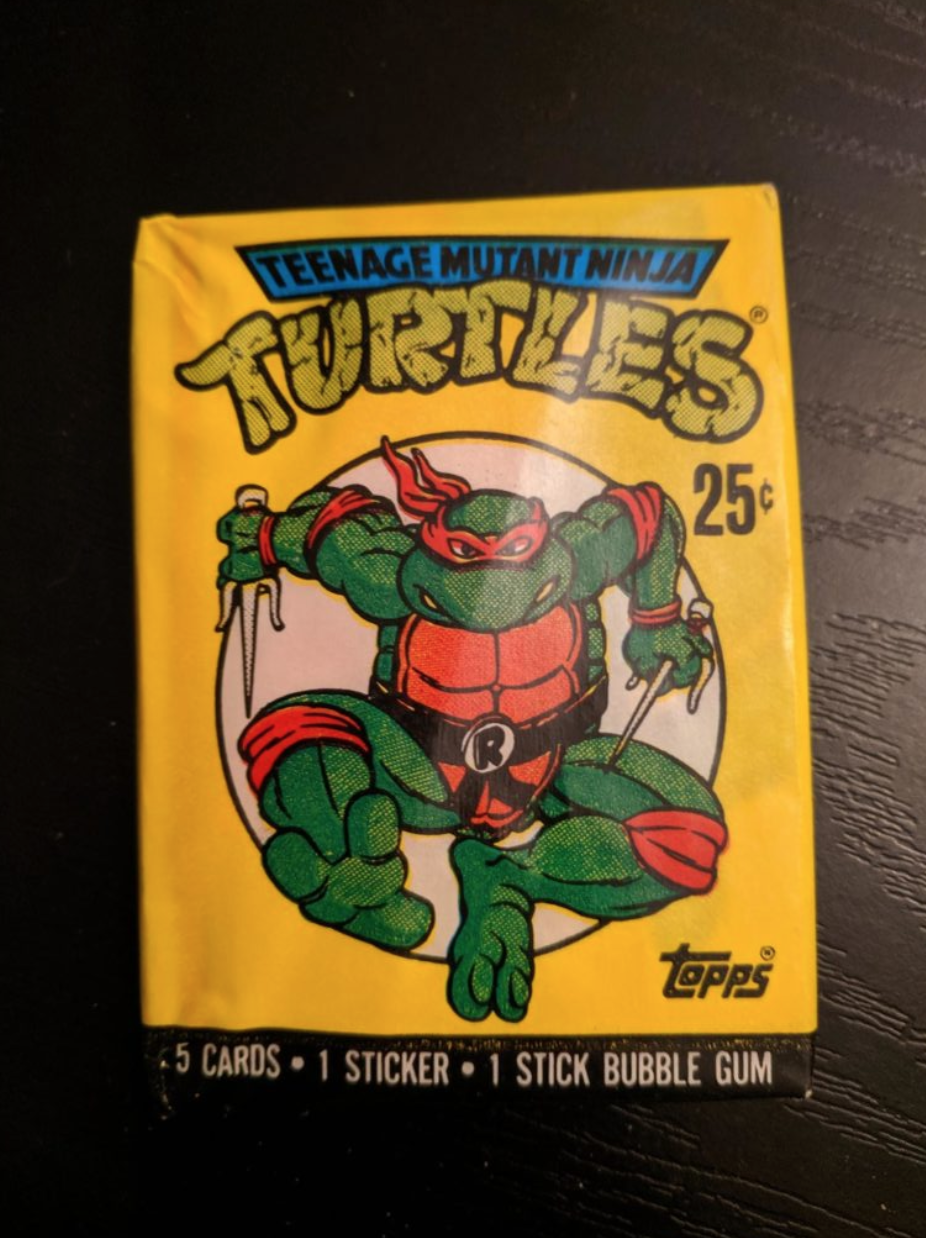 TEENAGE MUTANT NINJA
TURTLES®
25¢
R
topps®
5 CARDS • 1 STICKER • 1 STICK BUBBLE GUM